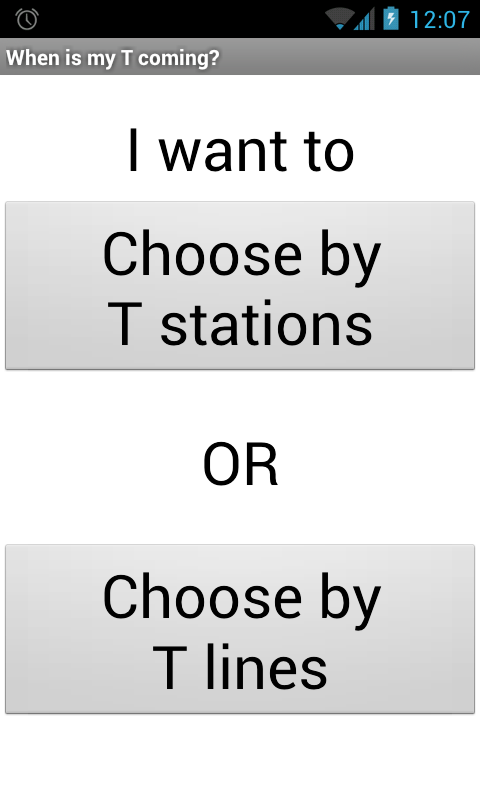 12:07
When is my T coming?
I want to
Choose by
T stations
OR
Choose by
T lines